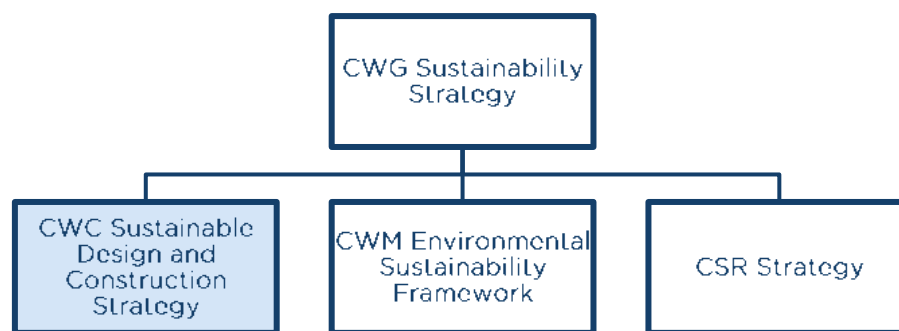 CWG Sustainability
Strategy
CWC Sustainable
Design and
Construction
Strategy
CWM Environmental
Sustainability
Framework
CSR Strategy